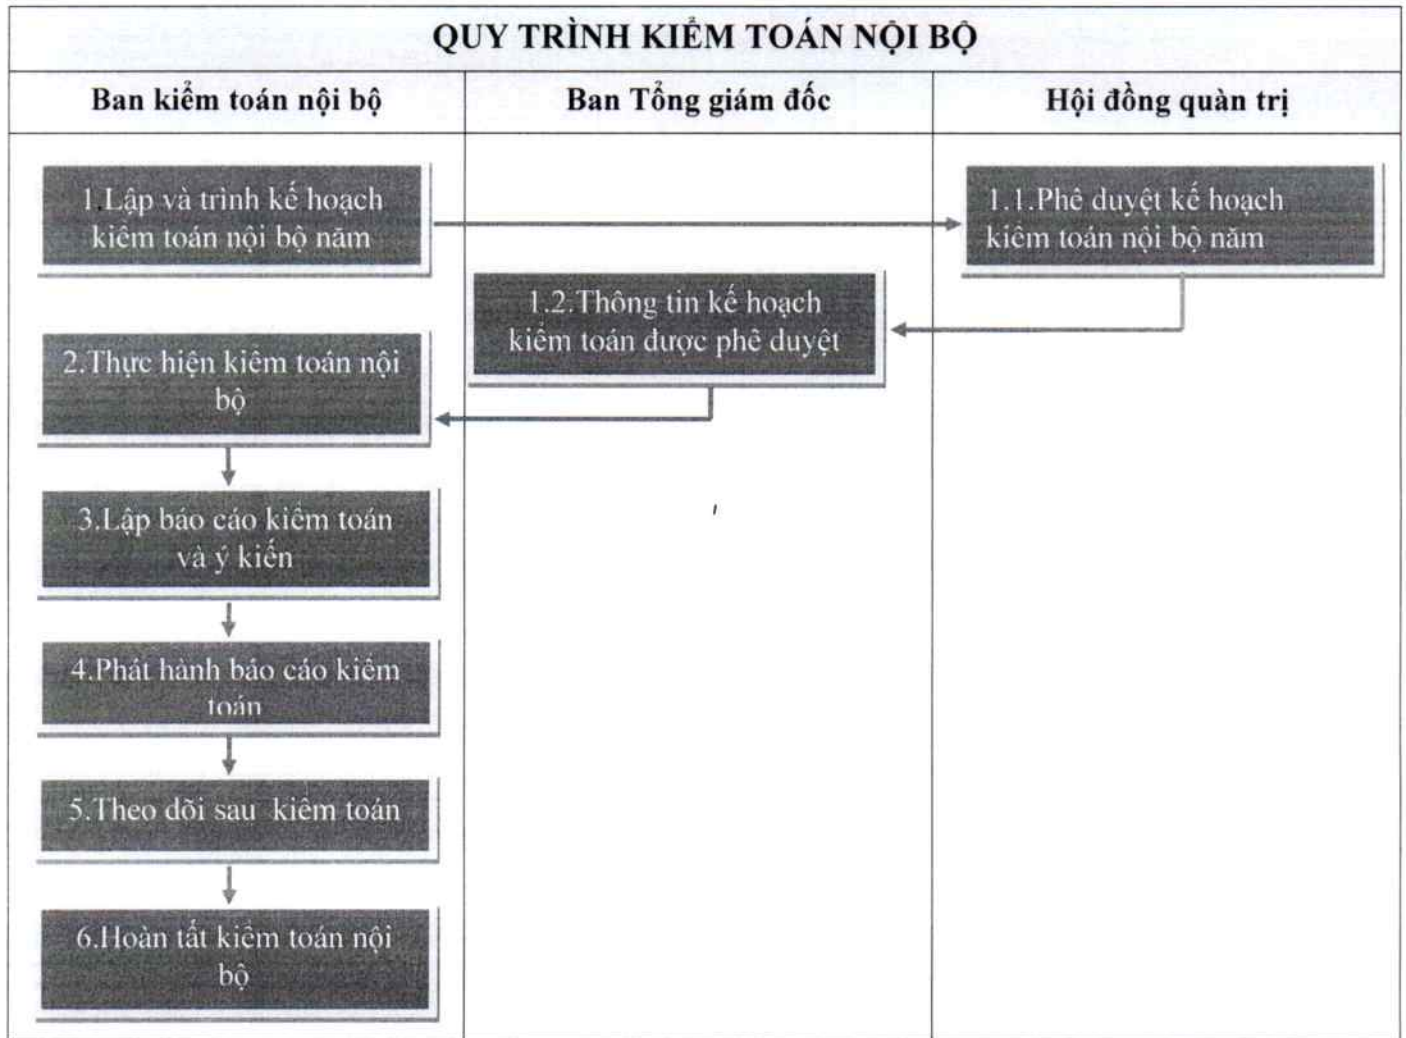 QUY TRÌNH KIỂM TOÁN NỘI BỘ
Ban kiểm toán nội bộ
Ban Tổng giám đốc
Hội đồng quàn trị
1.Lập và trình kế hoạch
kiểm toán nội bộ năm
1.1.Phê duyệt kế hoạch
kiểm toán nội bộ năm
1.2.Thông tin kế hoạch
kiểm toán được phê duyệt
2.Thực hiện kiểm toán nội
bộ
3.Lập báo cáo kiểm toán
và ý kiến
4.Phát hành báo cáo kiểm
toán
5.Theo dõi sau kiểm toán
6.Hoàn tất kiểm toán nội
bộ